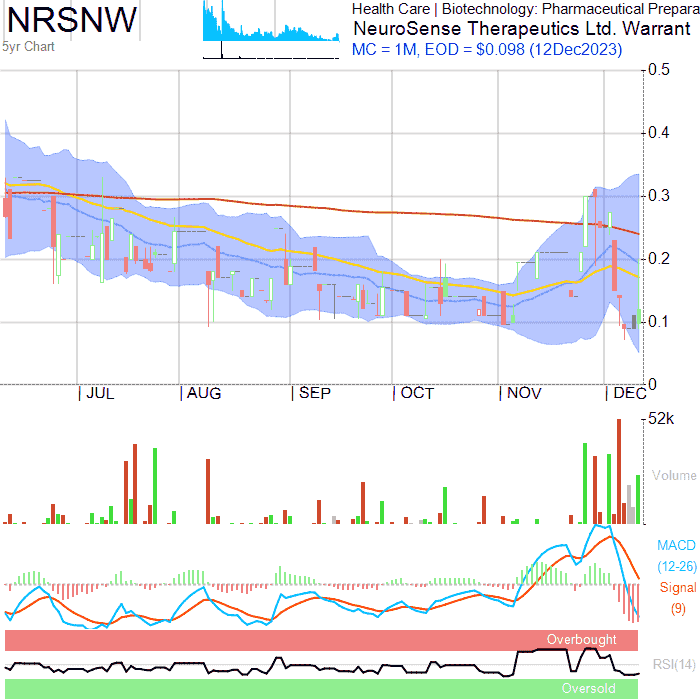 NRSNW
5yr Chart
Health Care | Biotechnology: Pharmaceutical Prepara
NeuroSense Therapeutics Ltd. Warrant
MC = 1M, EOD = $0.098 (12Dec2023)
0.5
0.4
0.3
0.2
0.1
0
JUL
AUG
SEP
OCT
NOV
DEC
52k
Volume
MACD
(12-26)
Signal
(9)
Overbought
RSI(14)
Oversold